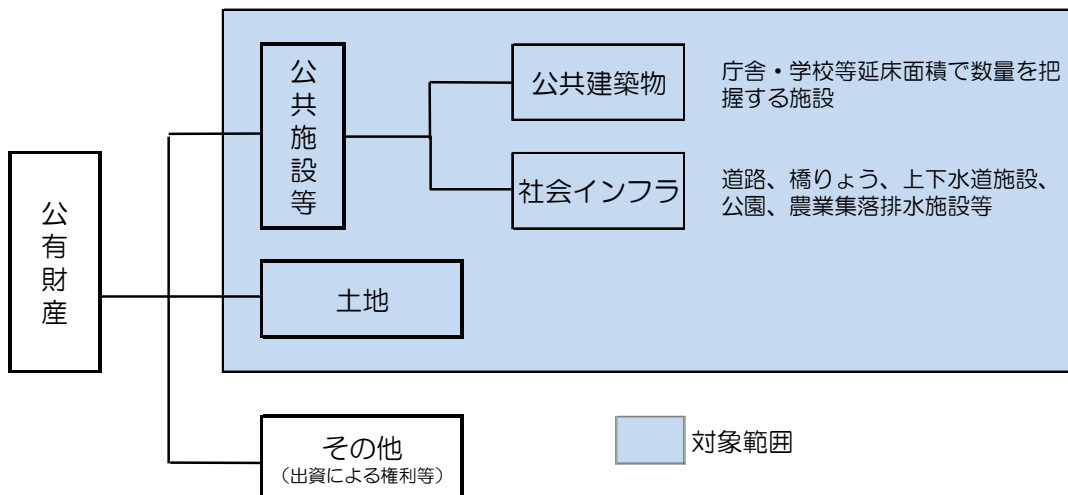 公有財産
公共施設等
公共建築物
庁舎・学校等延床面積で数量を把
握する施設
社会インフラ
道路、橋りょう、上下水道施設、
公園、農業集落排水施設等
土地
その他
(出資による権利等)
対象範囲